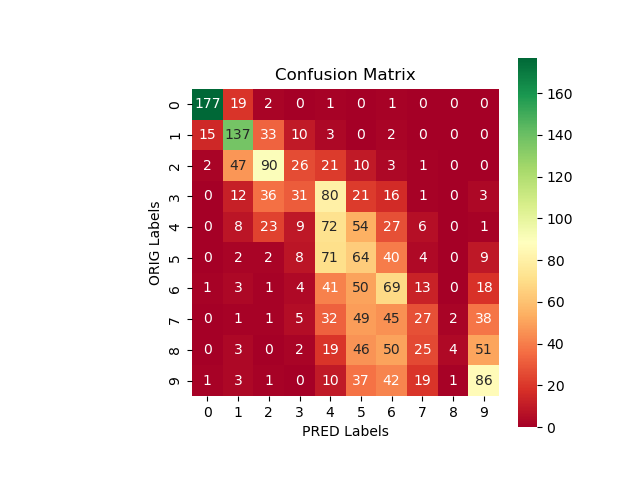 Confusion Matrix
ORIG Labels
0 177 19 2 0 1 0 1 0 0 0
1 15 137 33 10 3 0 2 0 0 0
2 2 47 90 26 21 10 3 1 0 0
3 0 12 36 31 80 21 16 1 0 3
4 0 8 23 9 72 54 27 6 0 1
5 0 2 2 8 71 64 40 4 0 9
6 1 3 1 4 41 50 69 13 0 18
7 0 1 1 5 32 49 45 27 2 38
8 0 3 0 2 19 46 50 25 4 51
9 1 3 1 0 10 37 42 19 1 86
0 1 2 3 4 5 6 7 8 9
PRED Labels
160
140
120
100
80
60
40
20
0